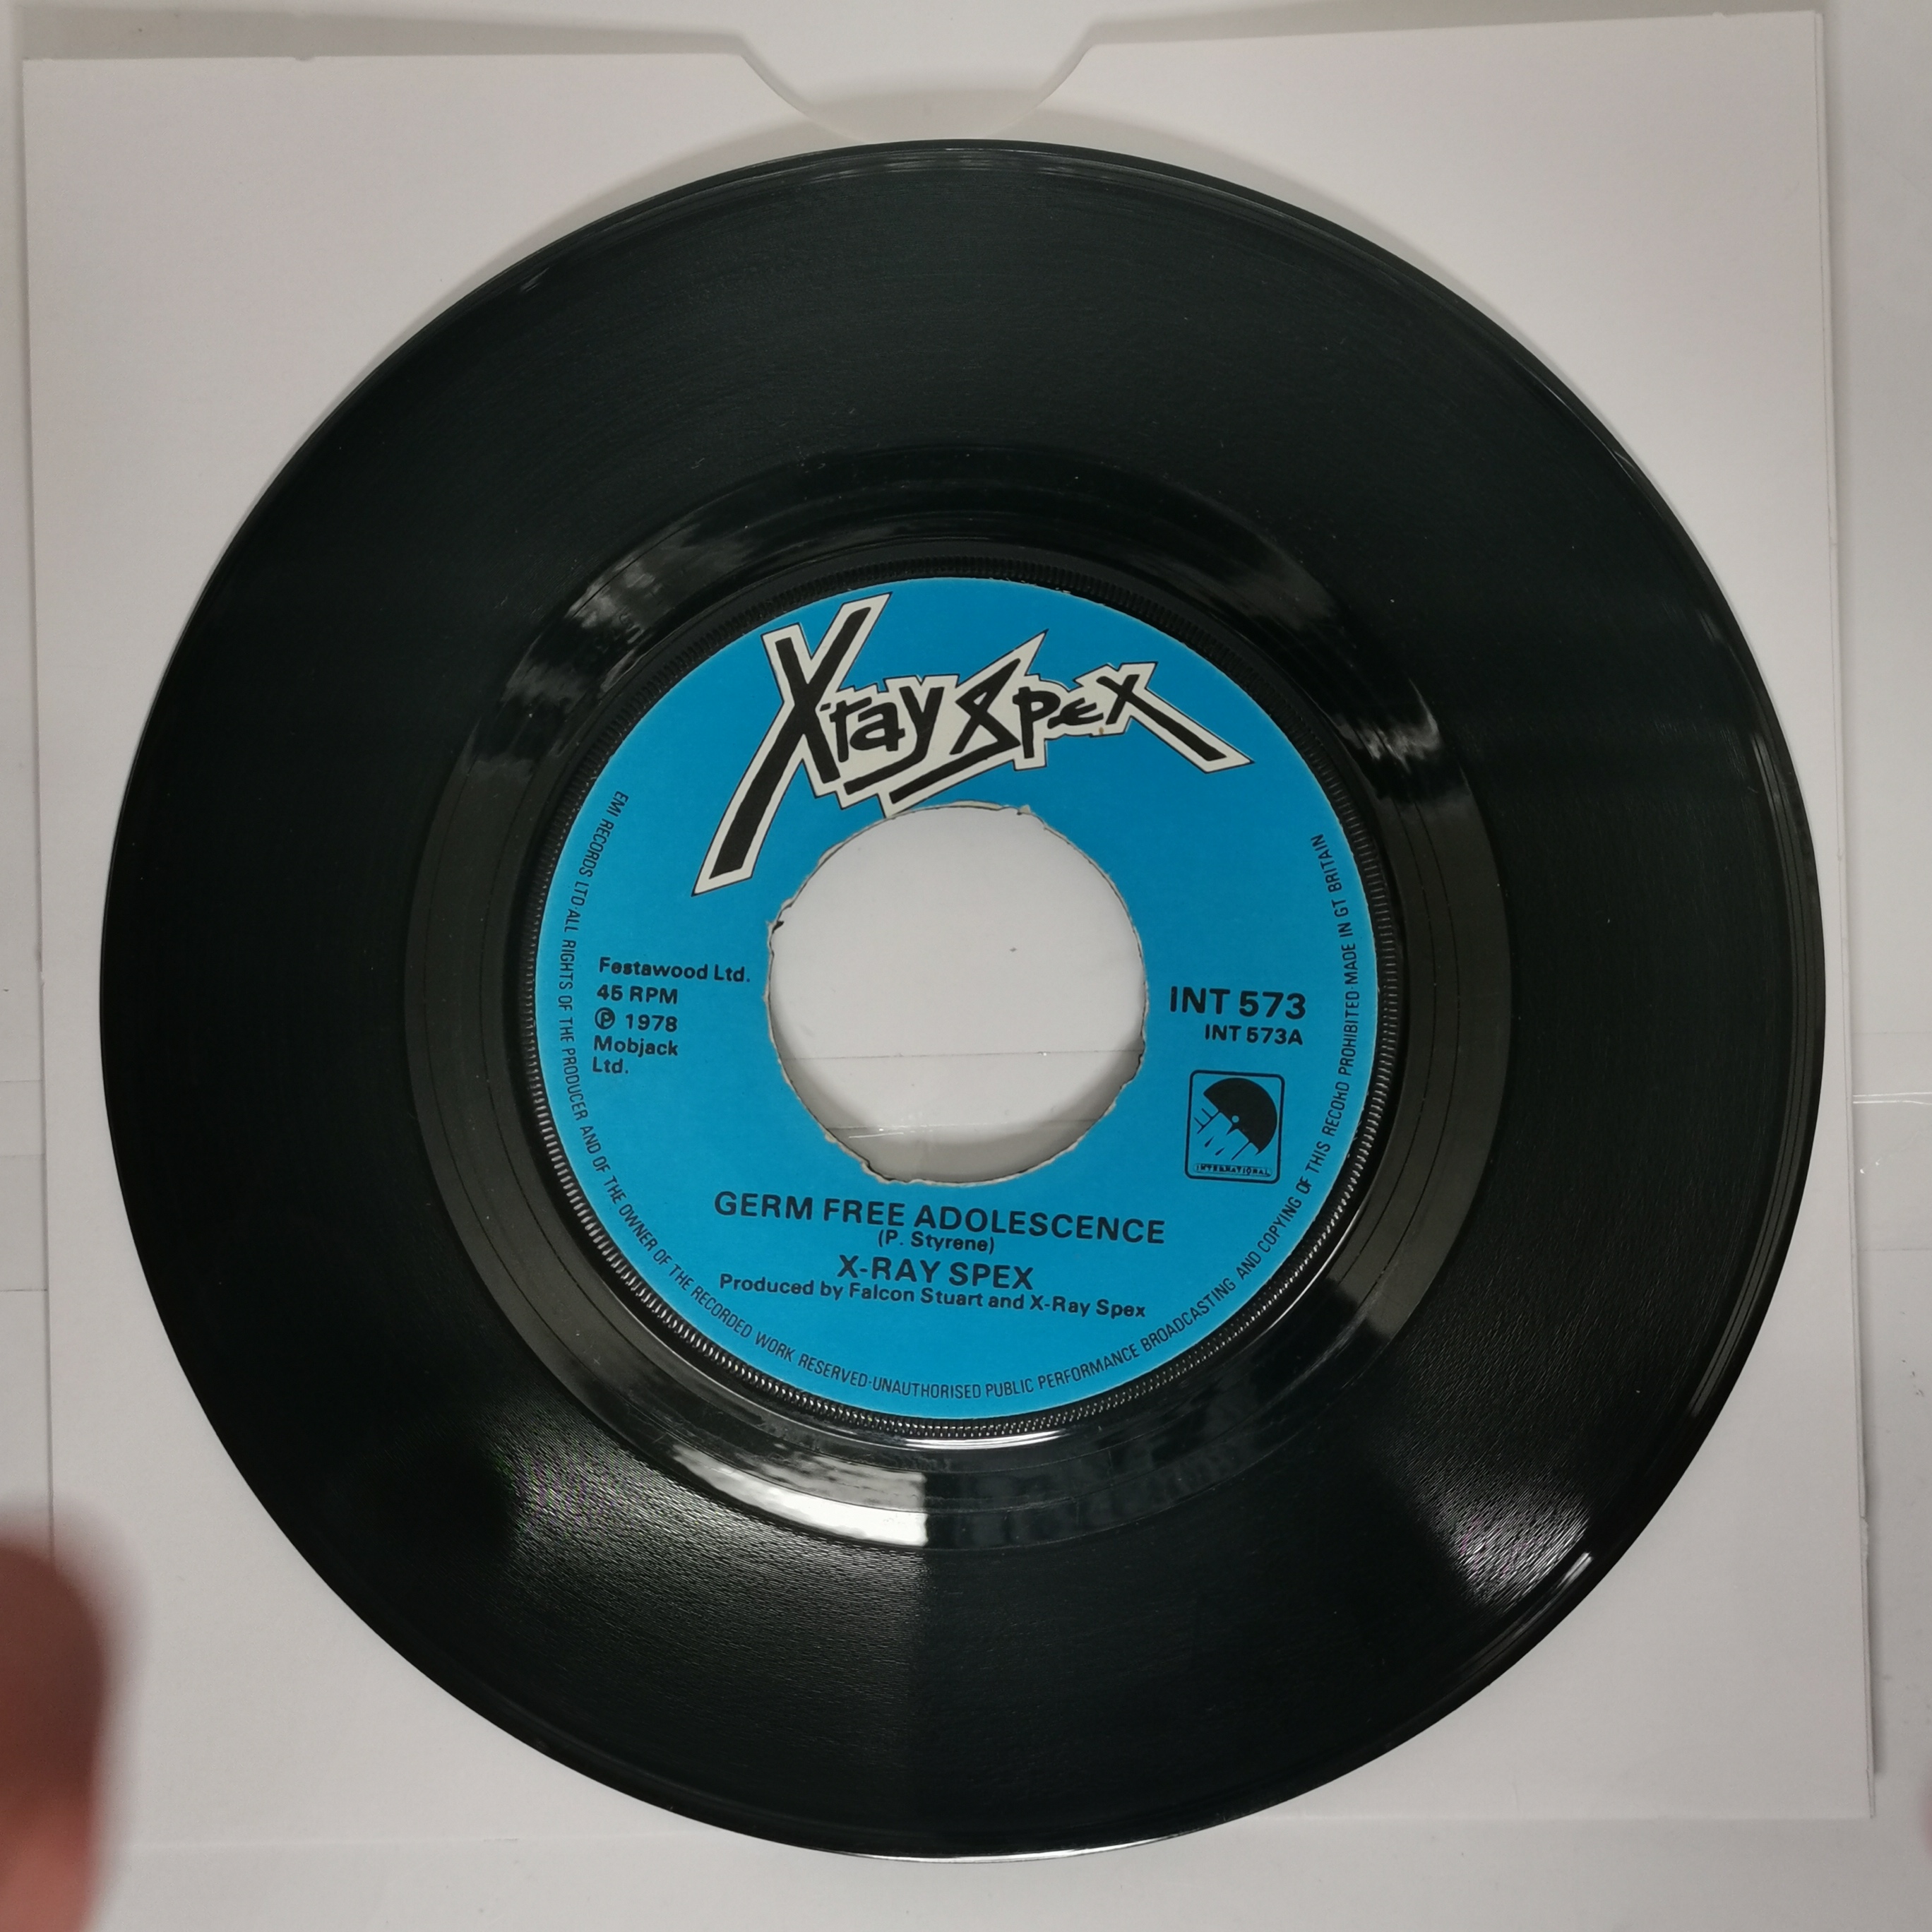 X-ray Spex
Festawood Ltd.
45 RPM
Ⓟ 1978
Mobjack
Ltd.
INT 573
INT 573A
INTERNATIONAL
GERM FREE ADOLESCENCE
(P. Styrene)
X-RAY SPEX
Produced by Falcon Stuart and X-Ray Spex
EMI RECORDS LTD·ALL RIGHTS OF THE PRODUCER AND OF THE OWNER OF THE RECORDED WORK RESERVED·UNAUTHORISED PUBLIC PERFORMANCE BROADCASTING AND COPYING OF THIS RECORD PROHIBITED·MADE IN GT BRITAIN